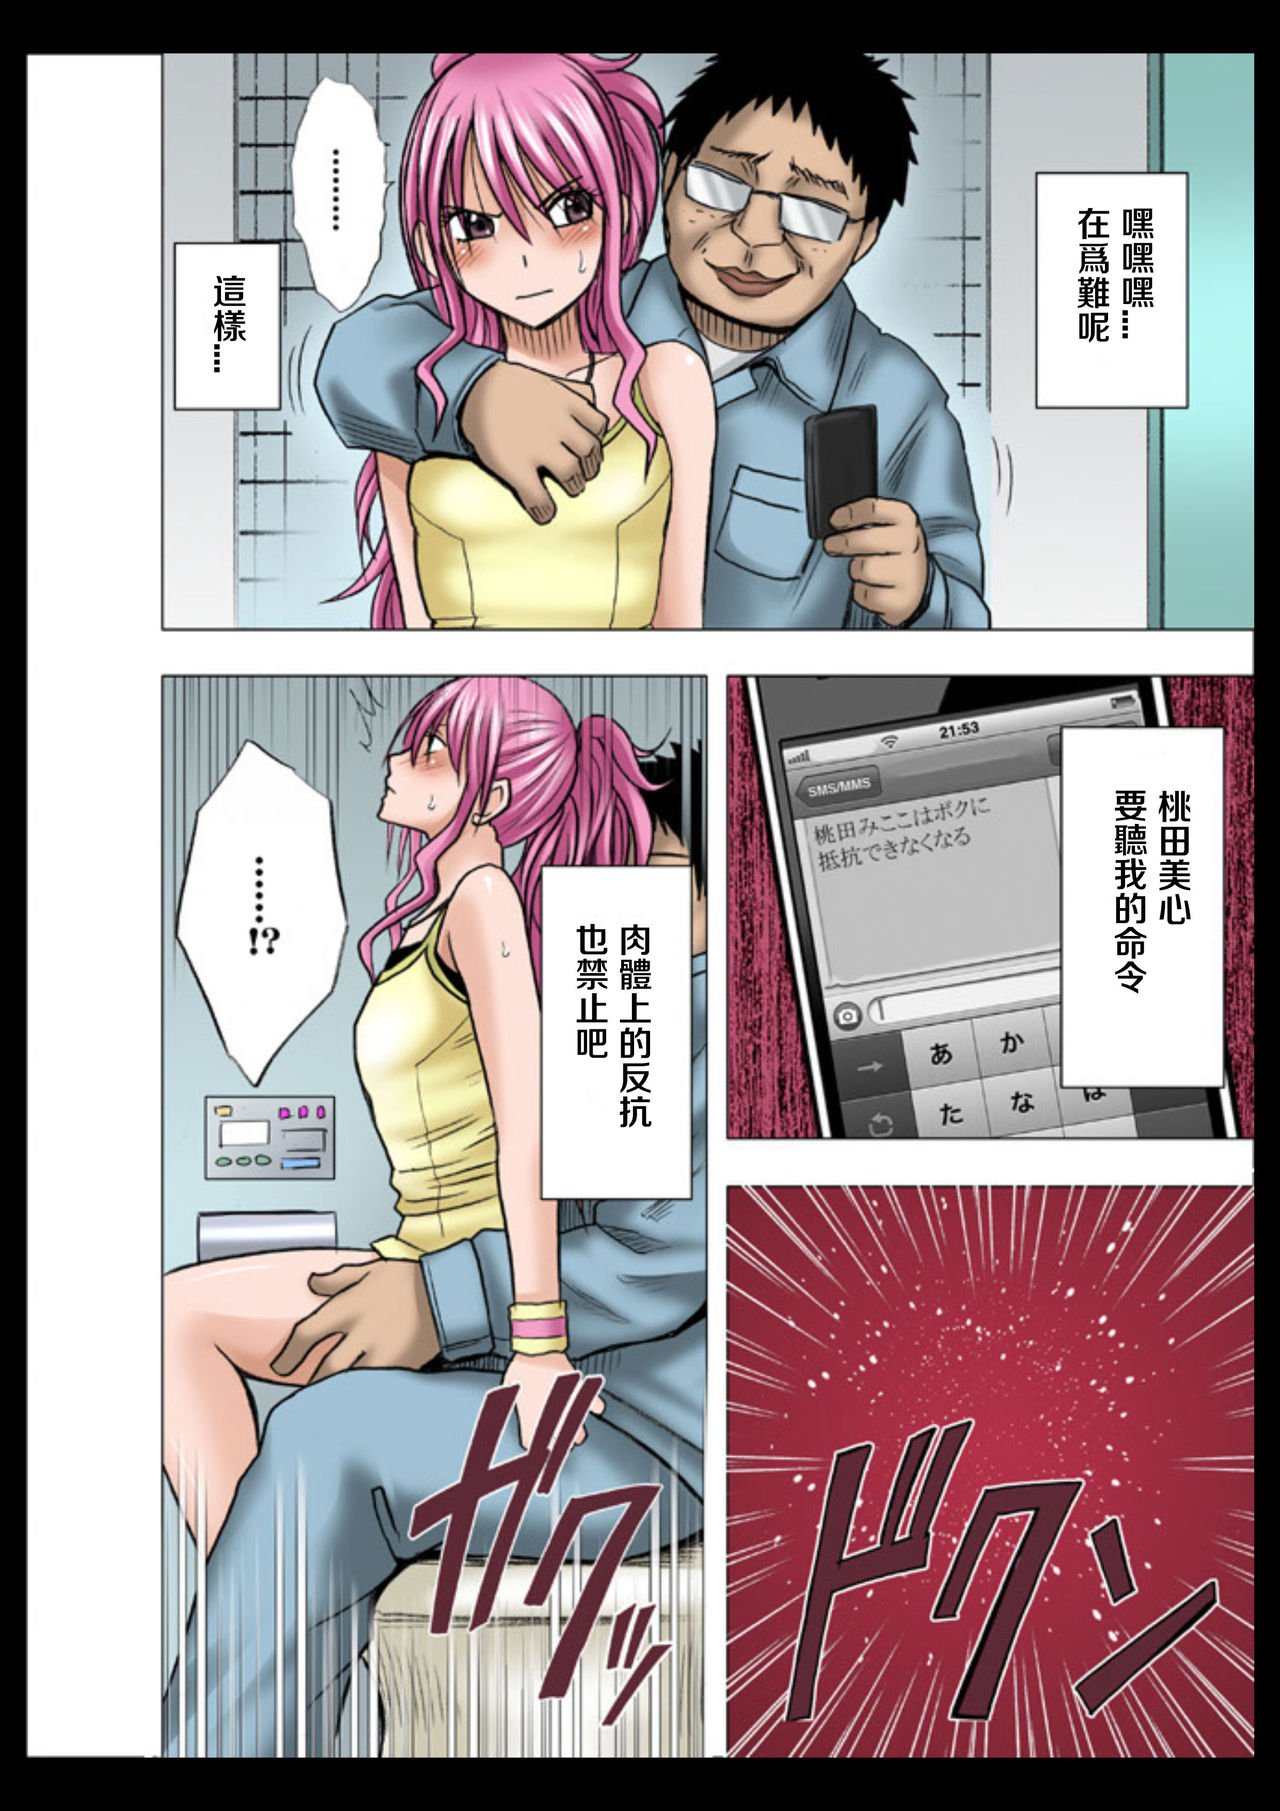 嘿嘿嘿⋯⋯
在爲難呢
⋯⋯⋯
這樣⋯⋯
21:53
SMS/MMS
桃田みここはボクに
抵抗できなくなる
あ
か
た
な
は
桃田美心
要聽我的命令
ドクン
肉體上的反抗
也禁止吧
⋯⋯⋯!?
ガクッ